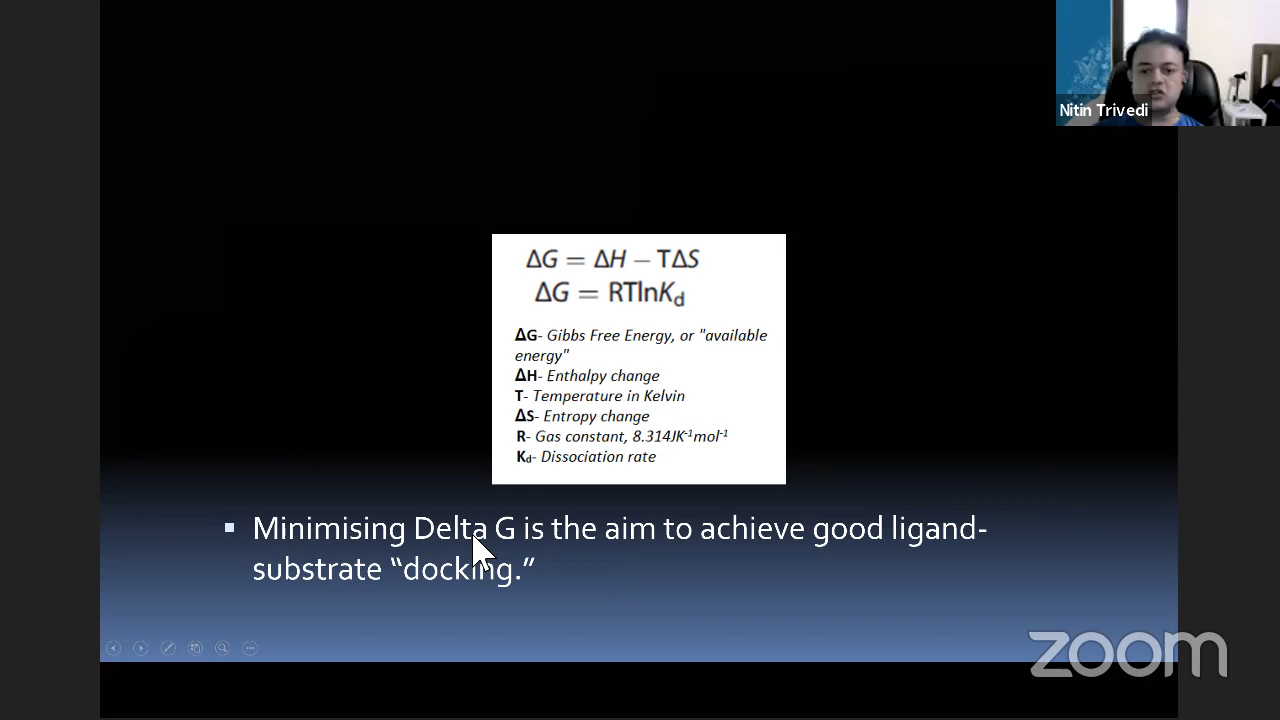 Nitin Trivedi
ΔG = ΔH − TΔS
ΔG = RTlnKd
ΔG- Gibbs Free Energy, or "available
energy"
ΔH- Enthalpy change
T- Temperature in Kelvin
ΔS- Entropy change
R- Gas constant, 8.314JK⁻¹mol⁻¹
Kd- Dissociation rate
▪ Minimising Delta G is the aim to achieve good ligand-
substrate “docking.”
zoom